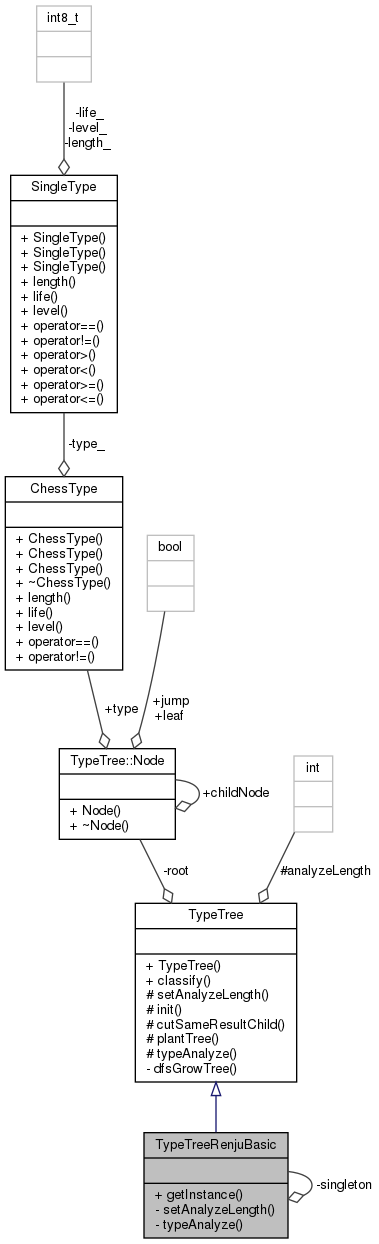 int8_t
-life_
-level_
-length_
SingleType
+ SingleType()
+ SingleType()
+ SingleType()
+ length()
+ life()
+ level()
+ operator==()
+ operator!=()
+ operator>()
+ operator<()
+ operator>=()
+ operator<=()
-type_
ChessType
+ ChessType()
+ ChessType()
+ ChessType()
+ ~ChessType()
+ length()
+ life()
+ level()
+ operator==()
+ operator!=()
bool
+type
+jump
+leaf
TypeTree::Node
+ Node()
+ ~Node()
+childNode
int
-root
#analyzeLength
TypeTree
+ TypeTree()
+ classify()
# setAnalyzeLength()
# init()
# cutSameResultChild()
# plantTree()
# typeAnalyze()
- dfsGrowTree()
TypeTreeRenjuBasic
+ getInstance()
- setAnalyzeLength()
- typeAnalyze()
-singleton